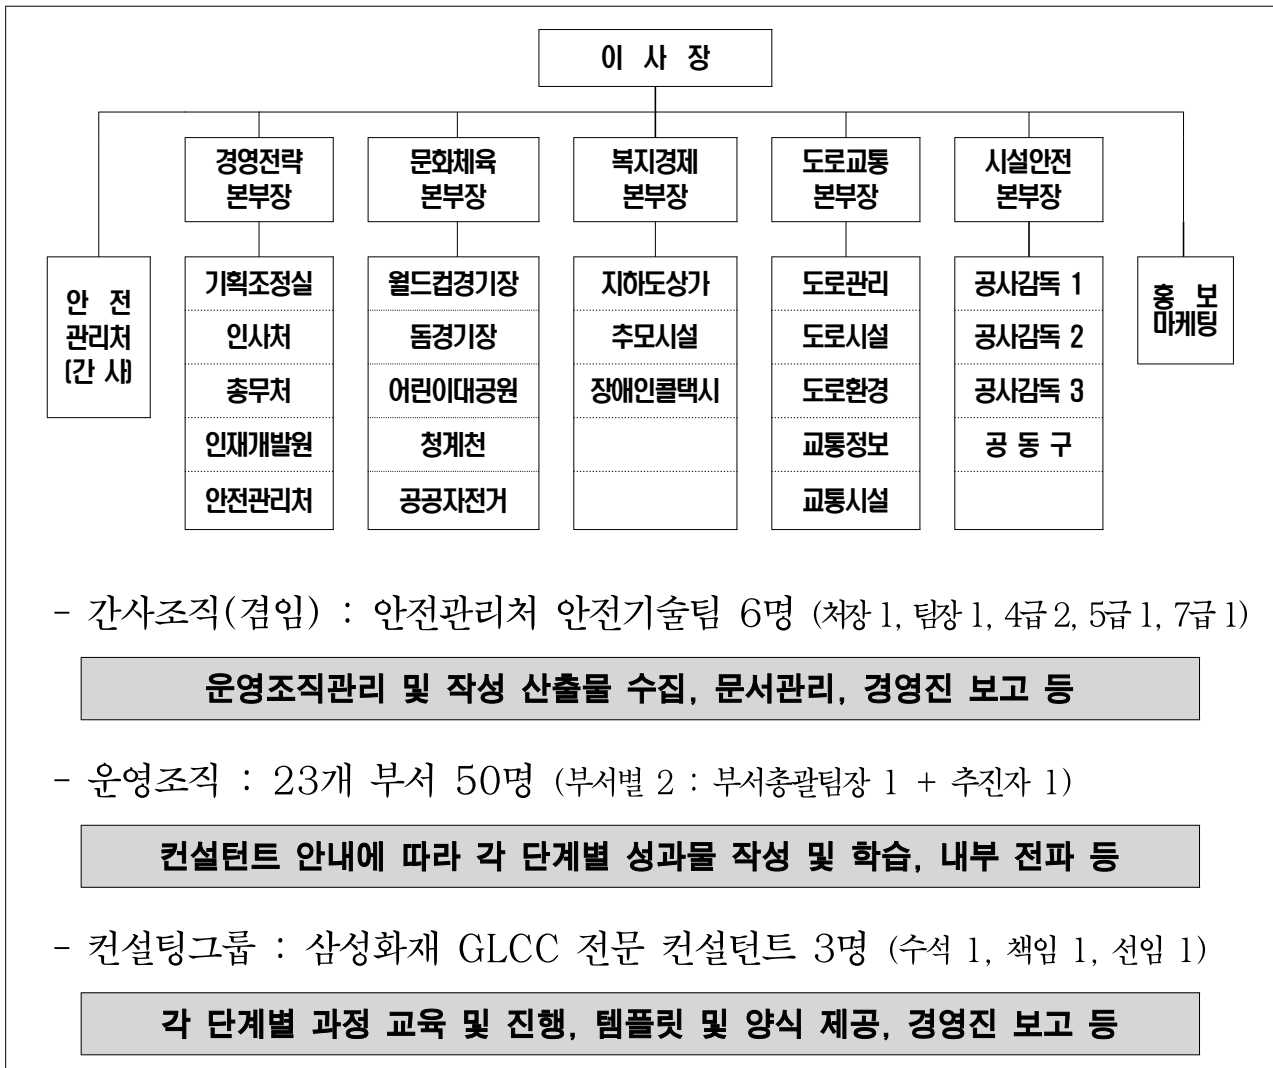 이 사 장
경영전략
본부장
문화체육
본부장
복지경제
본부장
도로교통
본부장
시설안전
본부장
안 전
관리처
(간 사)
기획조정실
인사처
총무처
인재개발원
안전관리처
월드컵경기장
돔경기장
어린이대공원
청계천
공공자전거
지하도상가
추모시설
장애인콜택시
도로관리
도로시설
도로환경
교통정보
교통시설
공사감독 1
공사감독 2
공사감독 3
공 동 구
홍 보
마케팅
- 간사조직(겸임) : 안전관리처 안전기술팀 6명 (처장 1, 팀장 1, 4급 2, 5급 1, 7급 1)
운영조직관리 및 작성 산출물 수집, 문서관리, 경영진 보고 등
- 운영조직 : 23개 부서 50명 (부서별 2 : 부서총괄팀장 1 + 추진자 1)
컨설턴트 안내에 따라 각 단계별 성과물 작성 및 학습, 내부 전파 등
- 컨설팅그룹 : 삼성화재 GLCC 전문 컨설턴트 3명 (수석 1, 책임 1, 선임 1)
각 단계별 과정 교육 및 진행, 템플릿 및 양식 제공, 경영진 보고 등